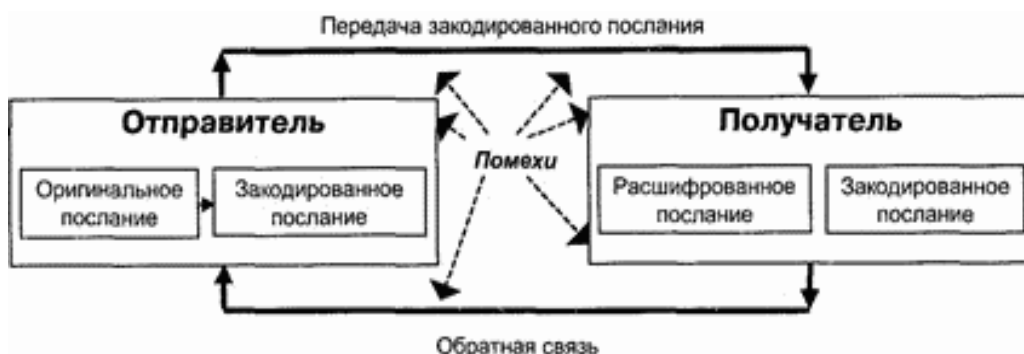 Передача закодированного послания
Отправитель
Получатель
Помехи
Оригинальное
послание
Закодированное
послание
Расшифрованное
послание
Закодированное
послание
Обратная связь